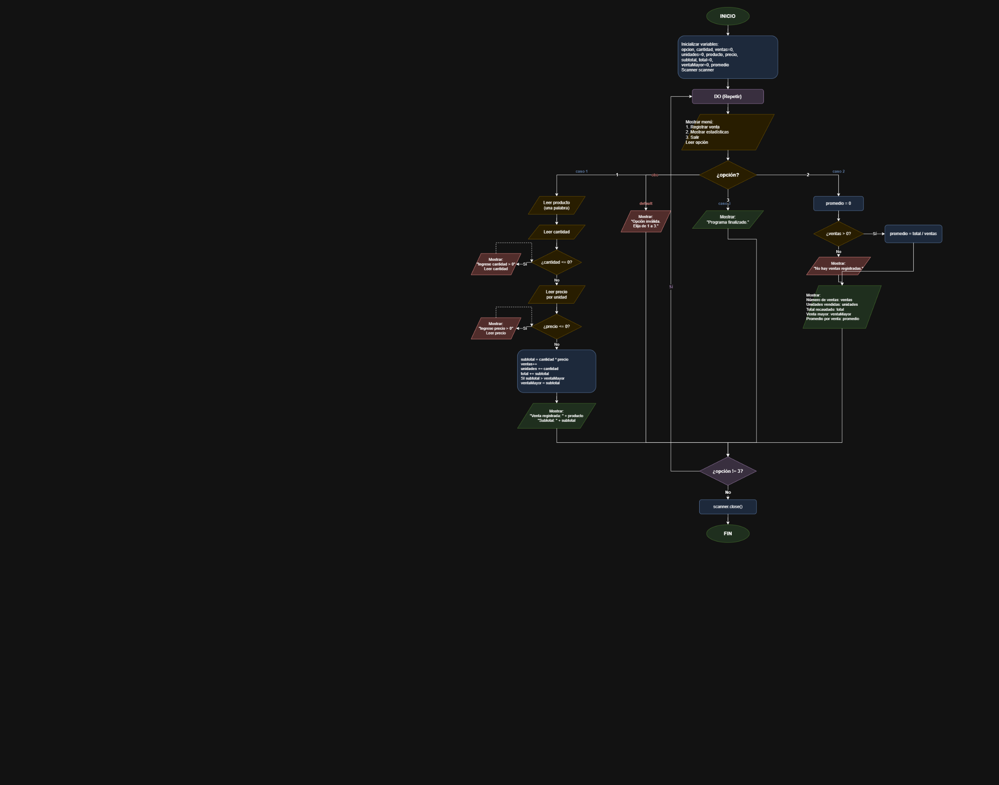 INICIO
Inicializar variables:
opcion, cantidad, ventas=0,
unidades=0, producto, precio,
subtotal, total=0,
ventaMayor=0, promedio
Scanner scanner
DO (Repetir)
Mostrar menú:
1. Registrar venta
2. Mostrar estadísticas
3. Salir
Leer opción
¿opción?
caso 1
1
otro
2
caso 2
default
3
caso 3
Leer producto
(una palabra)
Leer cantidad
¿cantidad <= 0?
Sí
Mostrar:
"Ingrese cantidad > 0"
Leer cantidad
No
Leer precio
por unidad
¿precio <= 0?
Sí
Mostrar:
"Ingrese precio > 0"
Leer precio
No
subtotal = cantidad * precio
ventas++
unidades += cantidad
total += subtotal
SI subtotal > ventaMayor
ventaMayor = subtotal
Mostrar:
"Venta registrada: " + producto
"Subtotal: " + subtotal
Mostrar:
"Opción inválida.
Elija de 1 a 3."
Mostrar:
"Programa finalizado."
promedio = 0
¿ventas > 0?
Sí
promedio = total / ventas
No
Mostrar:
"No hay ventas registradas."
Mostrar:
Número de ventas: ventas
Unidades vendidas: unidades
Total recaudado: total
Venta mayor: ventaMayor
Promedio por venta: promedio
Sí
¿opción != 3?
No
scanner.close()
FIN